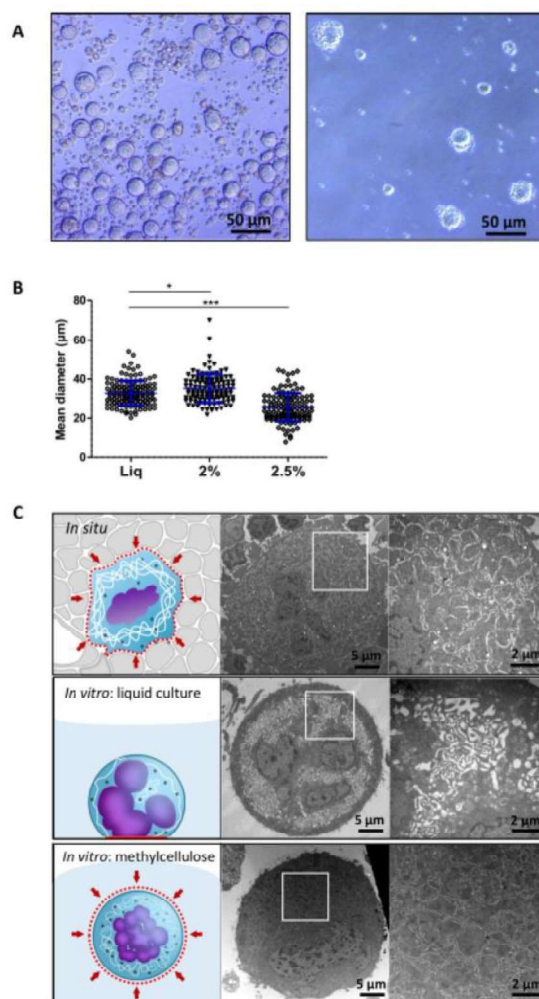 A
50 µm
50 µm
B
*
***
80
60
40
20
0
Mean diameter (µm)
Liq
2%
2.5%
C
In situ
5 µm
2 µm
In vitro: liquid culture
5 µm
2 µm
In vitro: methylcellulose
5 µm
2 µm